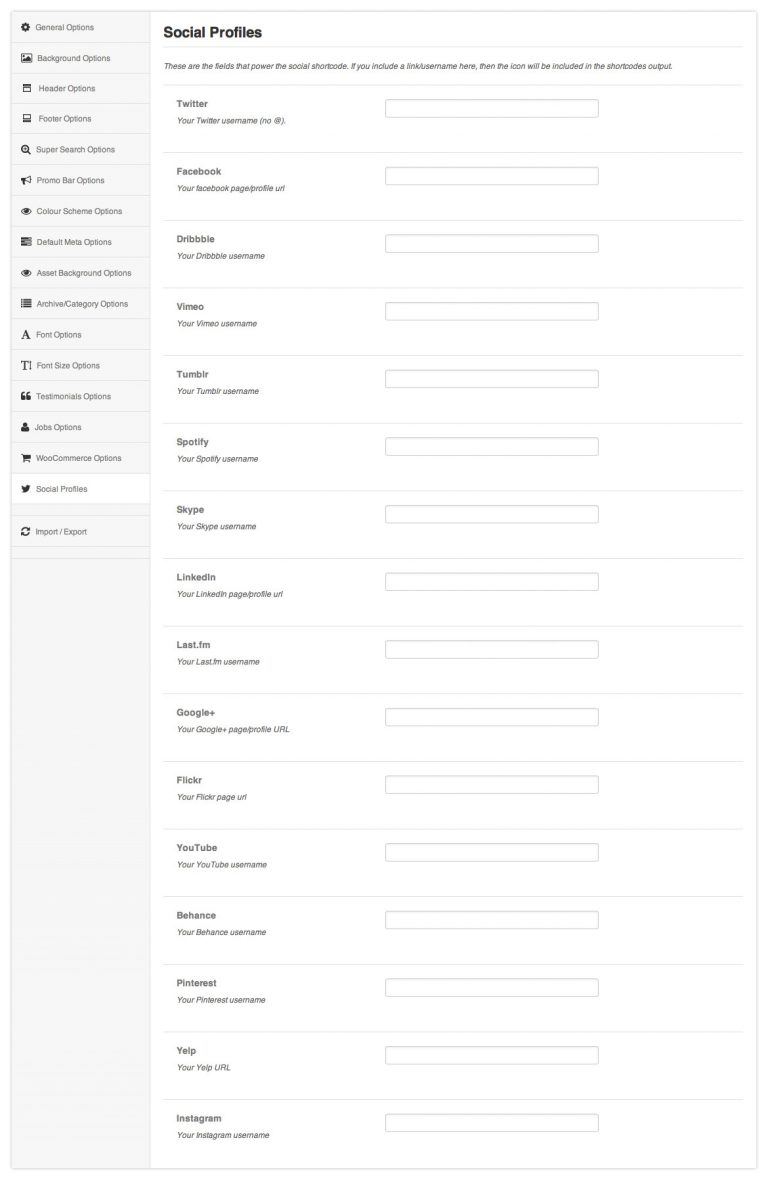 General Options
Background Options
Header Options
Footer Options
Super Search Options
Promo Bar Options
Colour Scheme Options
Default Meta Options
Asset Background Options
Archive/Category Options
Font Options
Font Size Options
Testimonials Options
Jobs Options
WooCommerce Options
Social Profiles
Import / Export
Social Profiles
These are the fields that power the social shortcode. If you include a link/username here, then the icon will be included in the shortcodes output.
Twitter
Your Twitter username (no @).
Facebook
Your facebook page/profile url
Dribbble
Your Dribbble username
Vimeo
Your Vimeo username
Tumblr
Your Tumblr username
Spotify
Your Spotify username
Skype
Your Skype username
LinkedIn
Your LinkedIn page/profile url
Last.fm
Your Last.fm username
Google+
Your Google+ page/profile URL
Flickr
Your Flickr page url
YouTube
Your YouTube username
Behance
Your Behance username
Pinterest
Your Pinterest username
Yelp
Your Yelp URL
Instagram
Your Instagram username